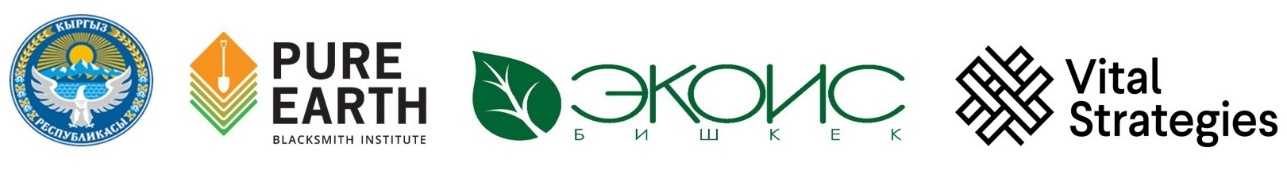 КЫРГЫЗ
РЕСПУБЛИКАСЫ
PURE
EARTH
BLACKSMITH INSTITUTE
ЭКОИС
БИШКЕК
Vital
Strategies